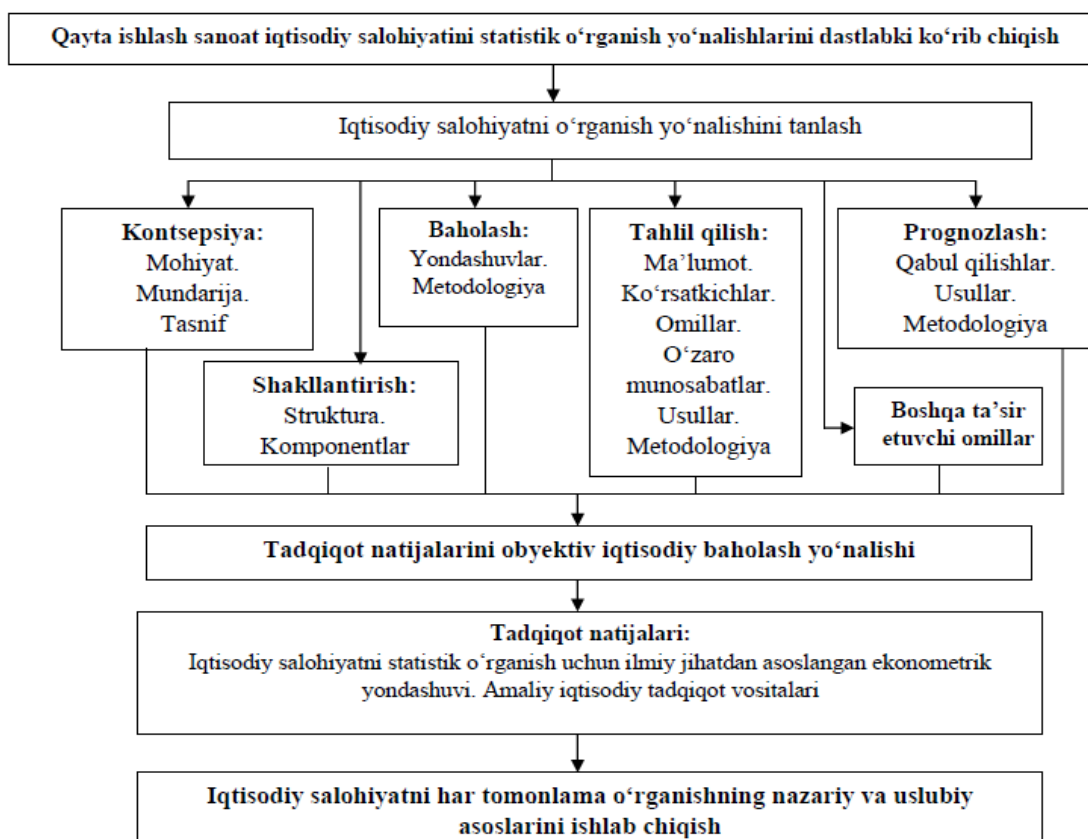 Qayta ishlash sanoat iqtisodiy salohiyatini statistik o‘rganish yo‘nalishlarini dastlabki ko‘rib chiqish
Iqtisodiy salohiyatni o‘rganish yo‘nalishini tanlash
Kontsepsiya:
Mohiyat.
Mundarija.
Tasnif
Shakllantirish:
Struktura.
Komponentlar
Baholash:
Yondashuvlar.
Metodologiya
Tahlil qilish:
Ma’lumot.
Ko‘rsatkichlar.
Omillar.
O‘zaro
munosabatlar.
Usullar.
Metodologiya
Prognozlash:
Qabul qilishlar.
Usullar.
Metodologiya
Boshqa ta’sir
etuvchi omillar
Tadqiqot natijalarini obyektiv iqtisodiy baholash yo‘nalishi
Tadqiqot natijalari:
Iqtisodiy salohiyatni statistik o‘rganish uchun ilmiy jihatdan asoslangan ekonometrik
yondashuvi. Amaliy iqtisodiy tadqiqot vositalari
Iqtisodiy salohiyatni har tomonlama o‘rganishning nazariy va uslubiy
asoslarini ishlab chiqish